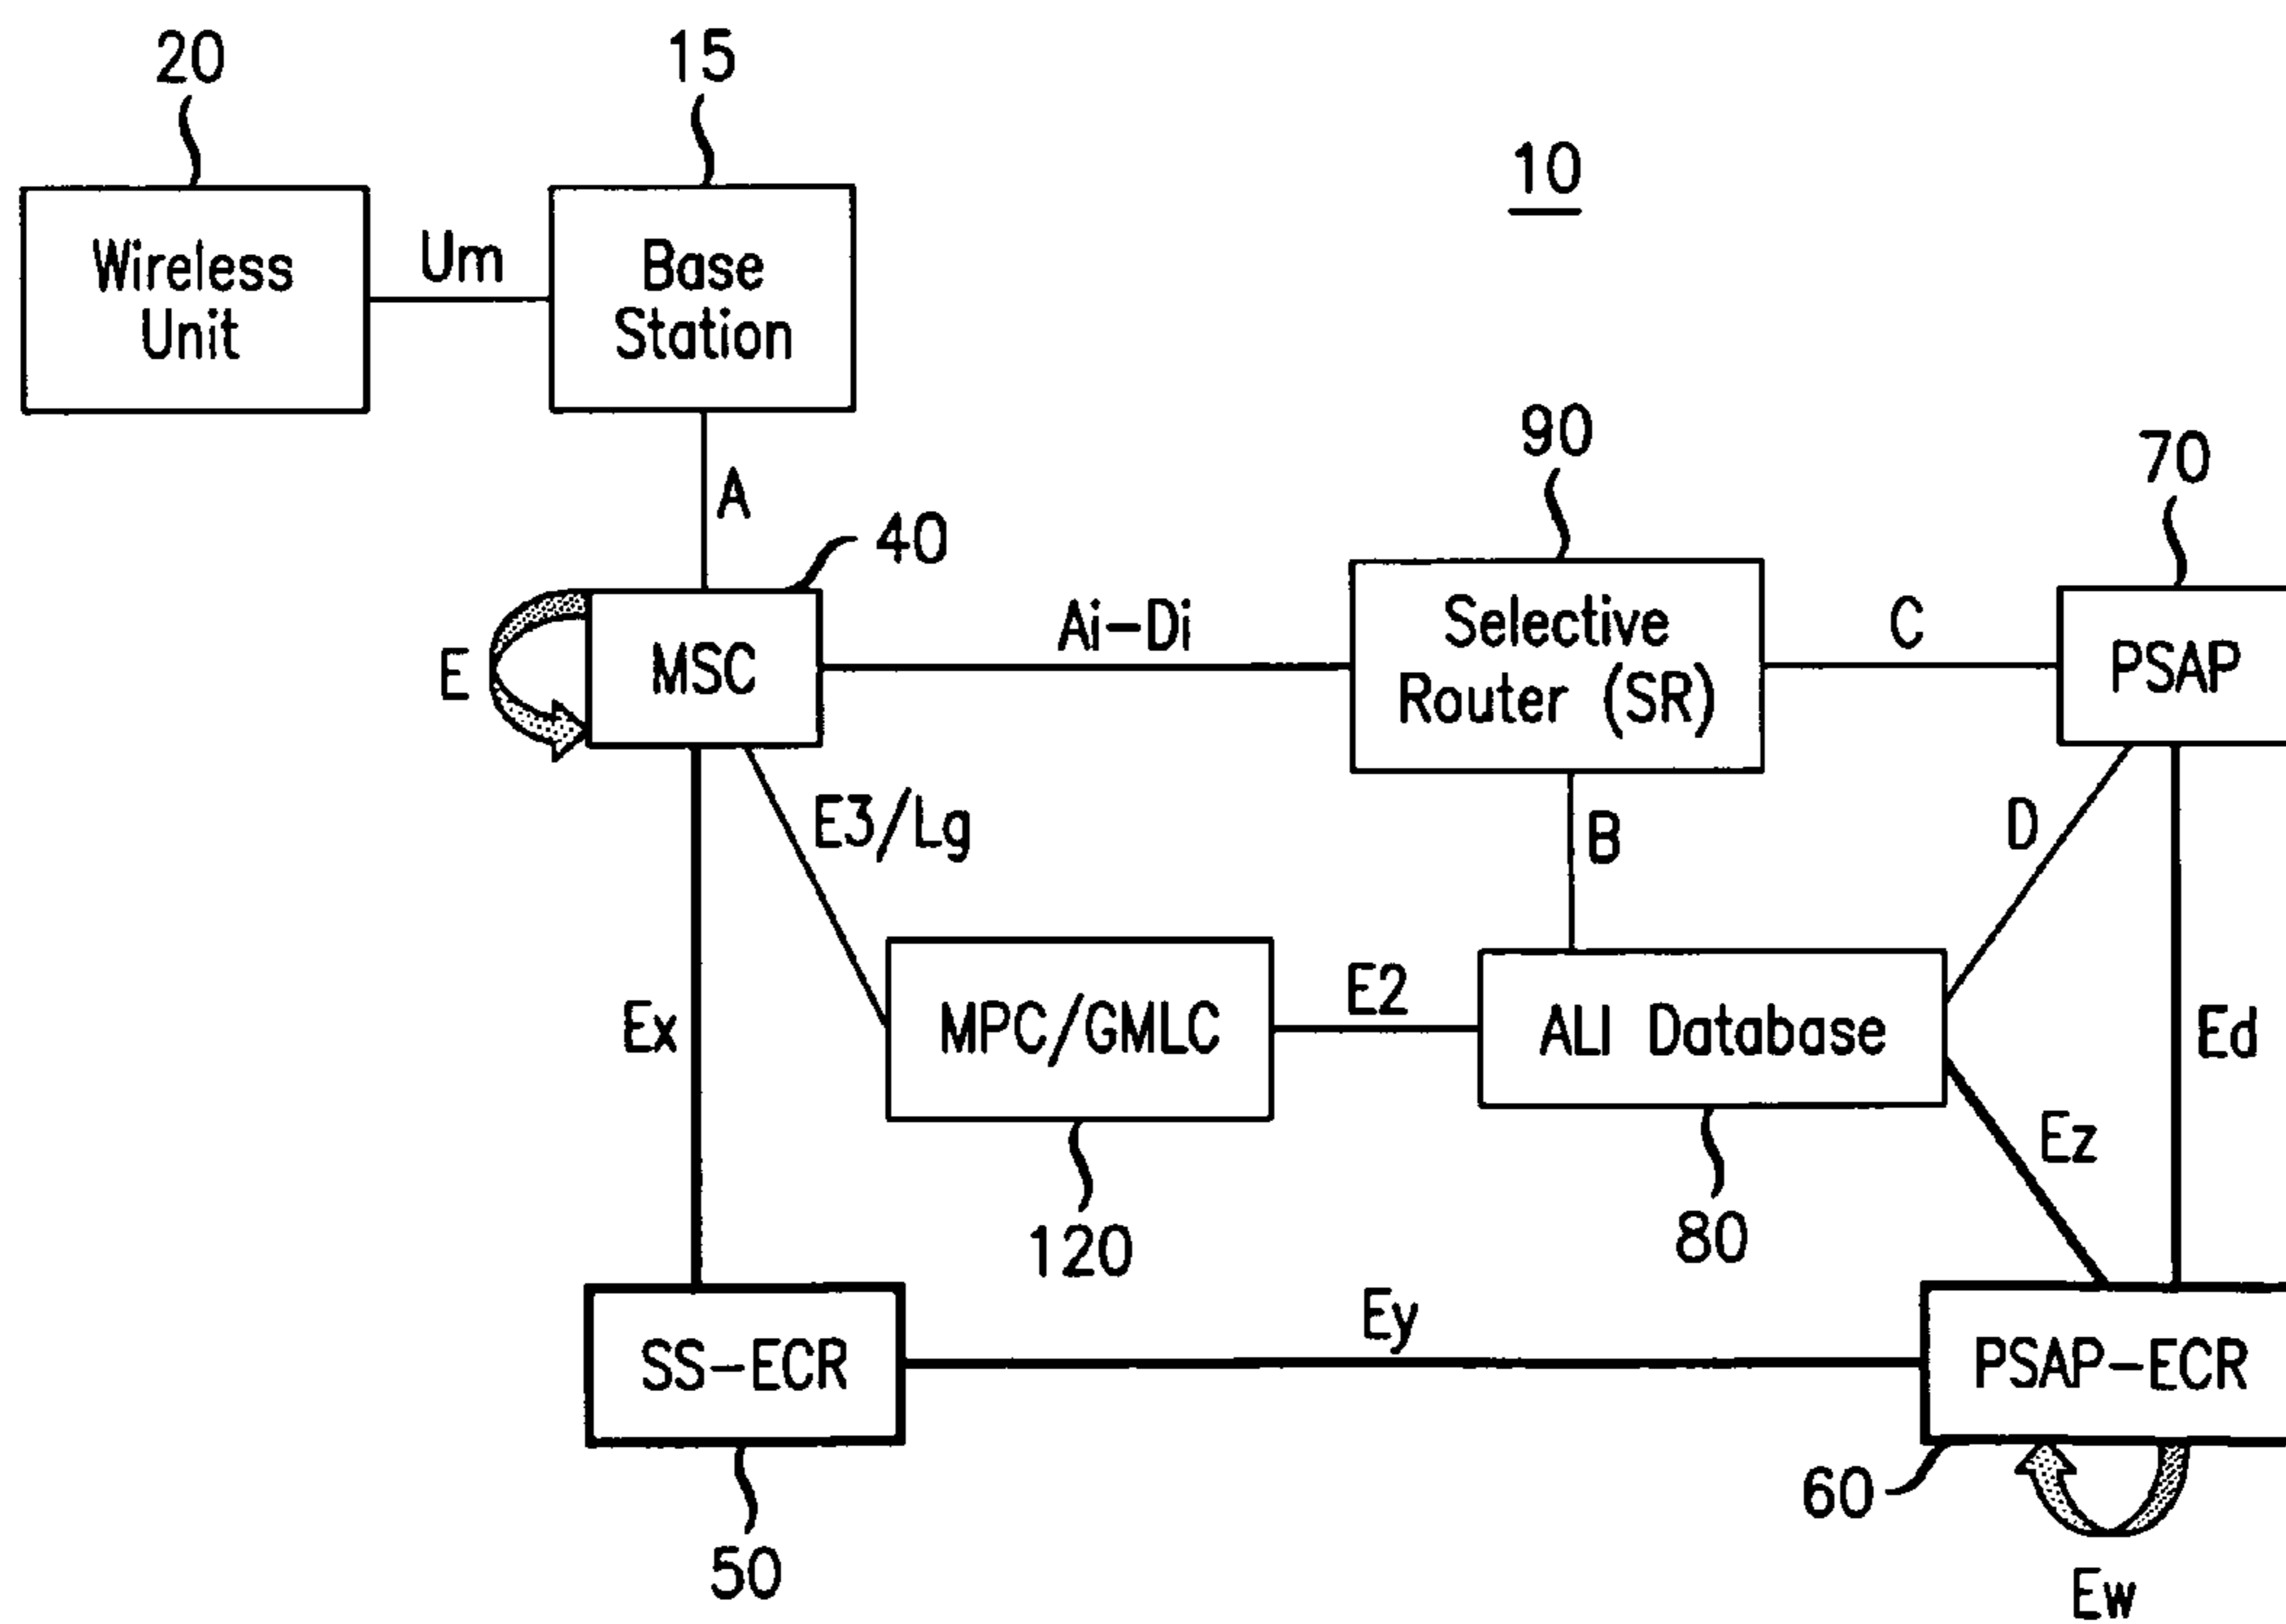 20
15
10
Wireless
Unit
Um
Base
Station
A
40
90
70
E
MSC
Ai-Di
Selective
Router (SR)
C
PSAP
E3/Lg
B
D
Ex
MPC/GMLC
E2
ALI Database
Ed
Ez
120
80
SS-ECR
Ey
PSAP-ECR
50
60
Ew